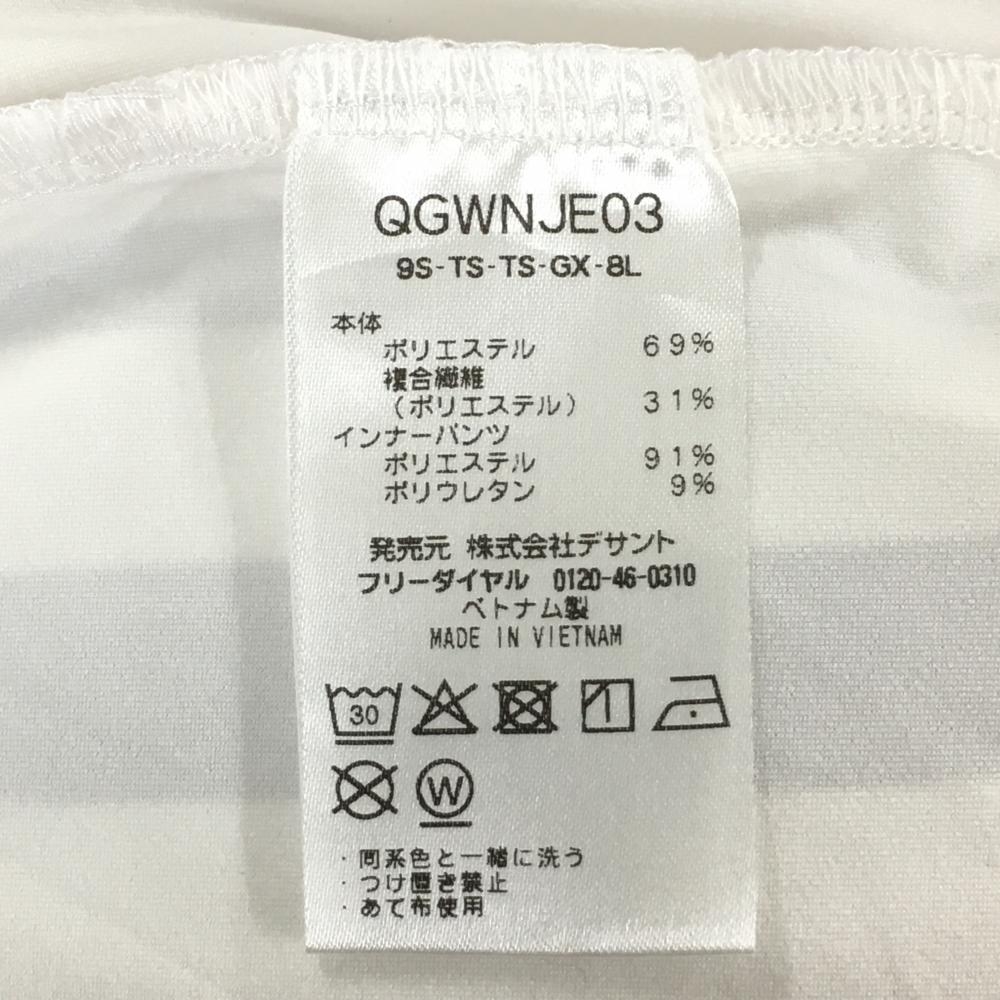 QGWNJE03
9S-TS-TS-GX-8L
本体
ポリエステル 69%
複合繊維
(ポリエステル) 31%
インナーパンツ
ポリエステル 91%
ポリウレタン 9%
発売元 株式会社デサント
フリーダイヤル 0120-46-0310
ベトナム製
MADE IN VIETNAM
30
W
・同系色と一緒に洗う
・つけ置き禁止
・あて布使用